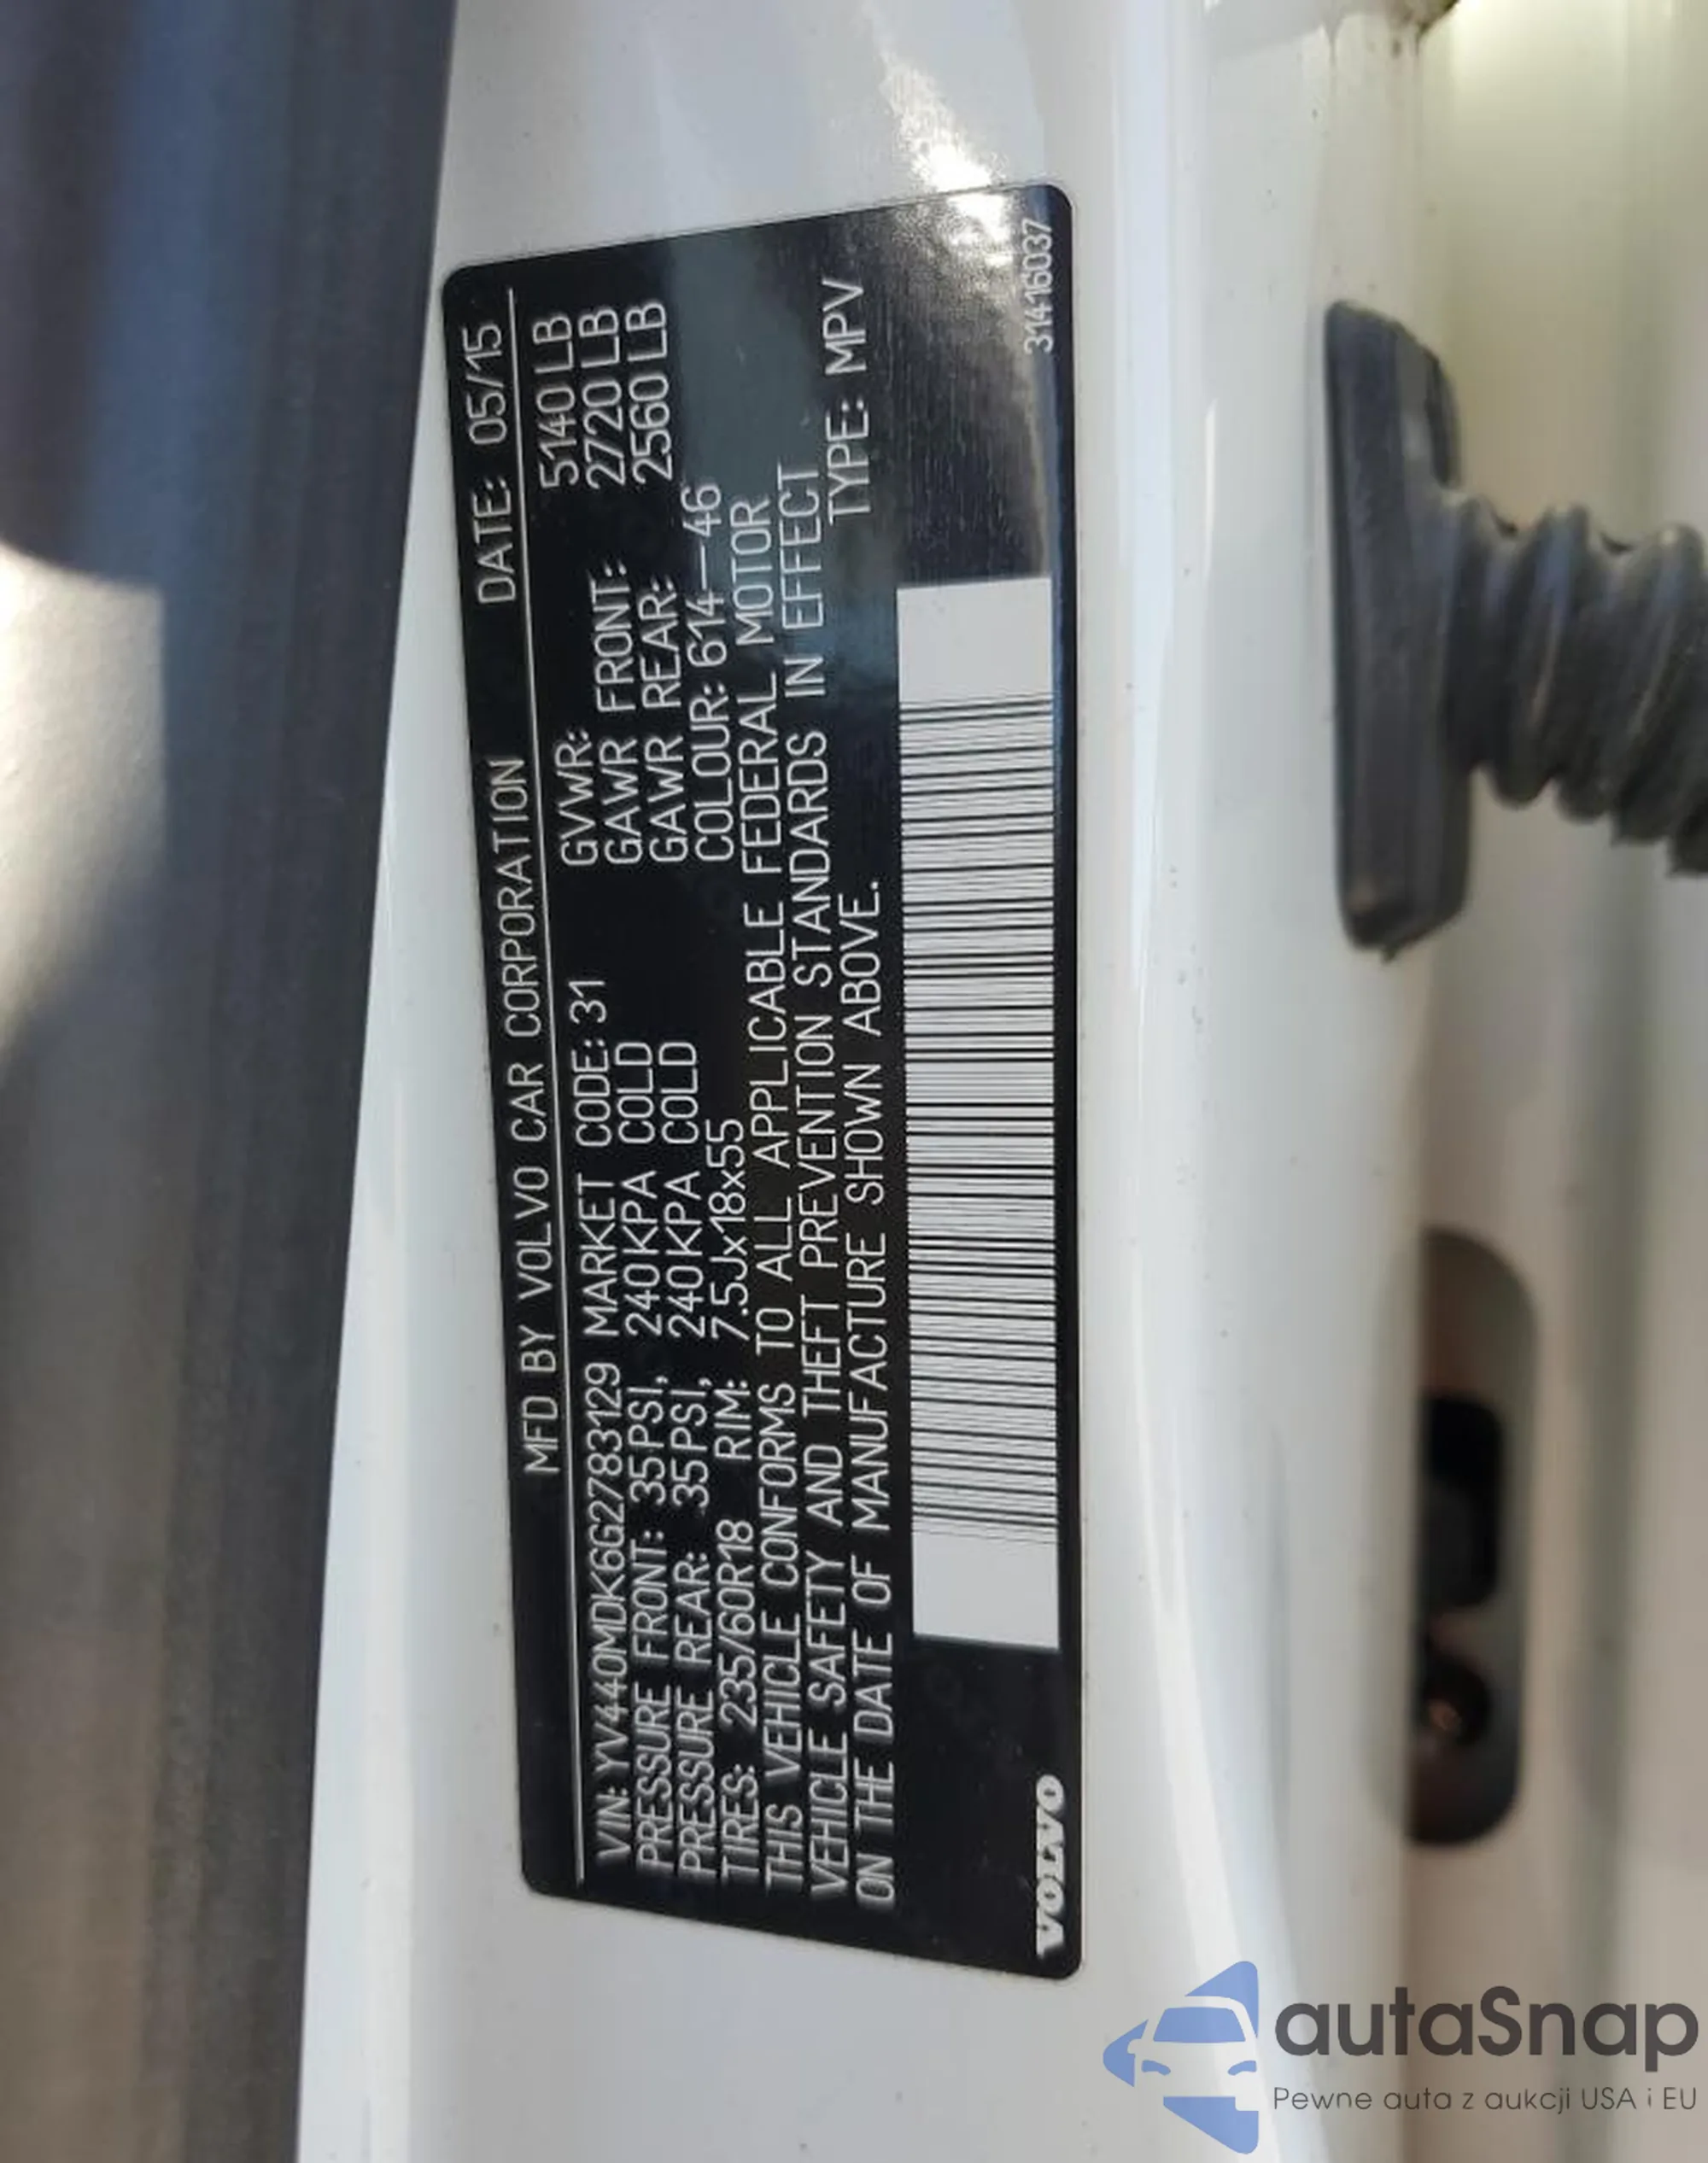 MFD BY VOLVO CAR CORPORATION DATE: 05/15
VIN: YV440MDK6G2783129 MARKET CODE: 31 GVWR: 5140 LB
PRESSURE FRONT: 35 PSI, 240 KPA COLD GAWR FRONT: 2720 LB
PRESSURE REAR: 35 PSI, 240 KPA COLD GAWR REAR: 2560 LB
TIRES: 235/60R18 RIM: 7.5Jx18x55 COLOUR: 614—46
THIS VEHICLE CONFORMS TO ALL APPLICABLE FEDERAL MOTOR
VEHICLE SAFETY AND THEFT PREVENTION STANDARDS IN EFFECT
ON THE DATE OF MANUFACTURE SHOWN ABOVE. TYPE: MPV
VOLVO 31416037
autaSnap
Pewne auta z aukcji USA i EU